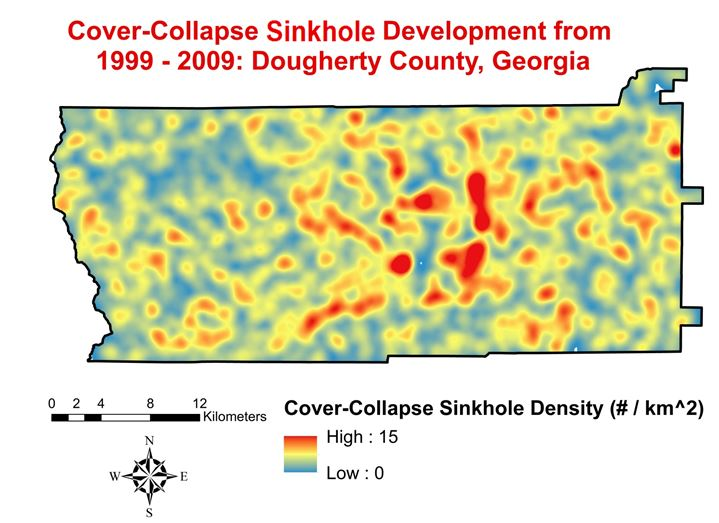 Cover-Collapse Sinkhole Development from
1999 - 2009: Dougherty County, Georgia
0 2 4 8 12
Kilometers
N
W E
S
Cover-Collapse Sinkhole Density (# / km^2)
High : 15
Low : 0